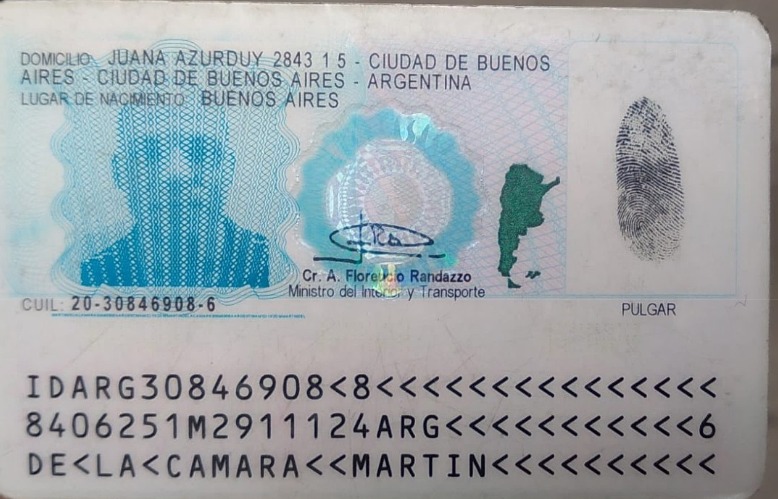 DOMICILIO: JUANA AZURDUY 2843 1 5 - CIUDAD DE BUENOS
AIRES - CIUDAD DE BUENOS AIRES - ARGENTINA
LUGAR DE NACIMIENTO: BUENOS AIRES
Cr. A. Florencio Randazzo
Ministro del Interior y Transporte
CUIL: 20-30846908-6
PULGAR
IDARG30846908<8<<<<<<<<<<<<<<<
8406251M2911124ARG<<<<<<<<<<<6
DE<LA<CAMARA<<MARTIN<<<<<<<<<<